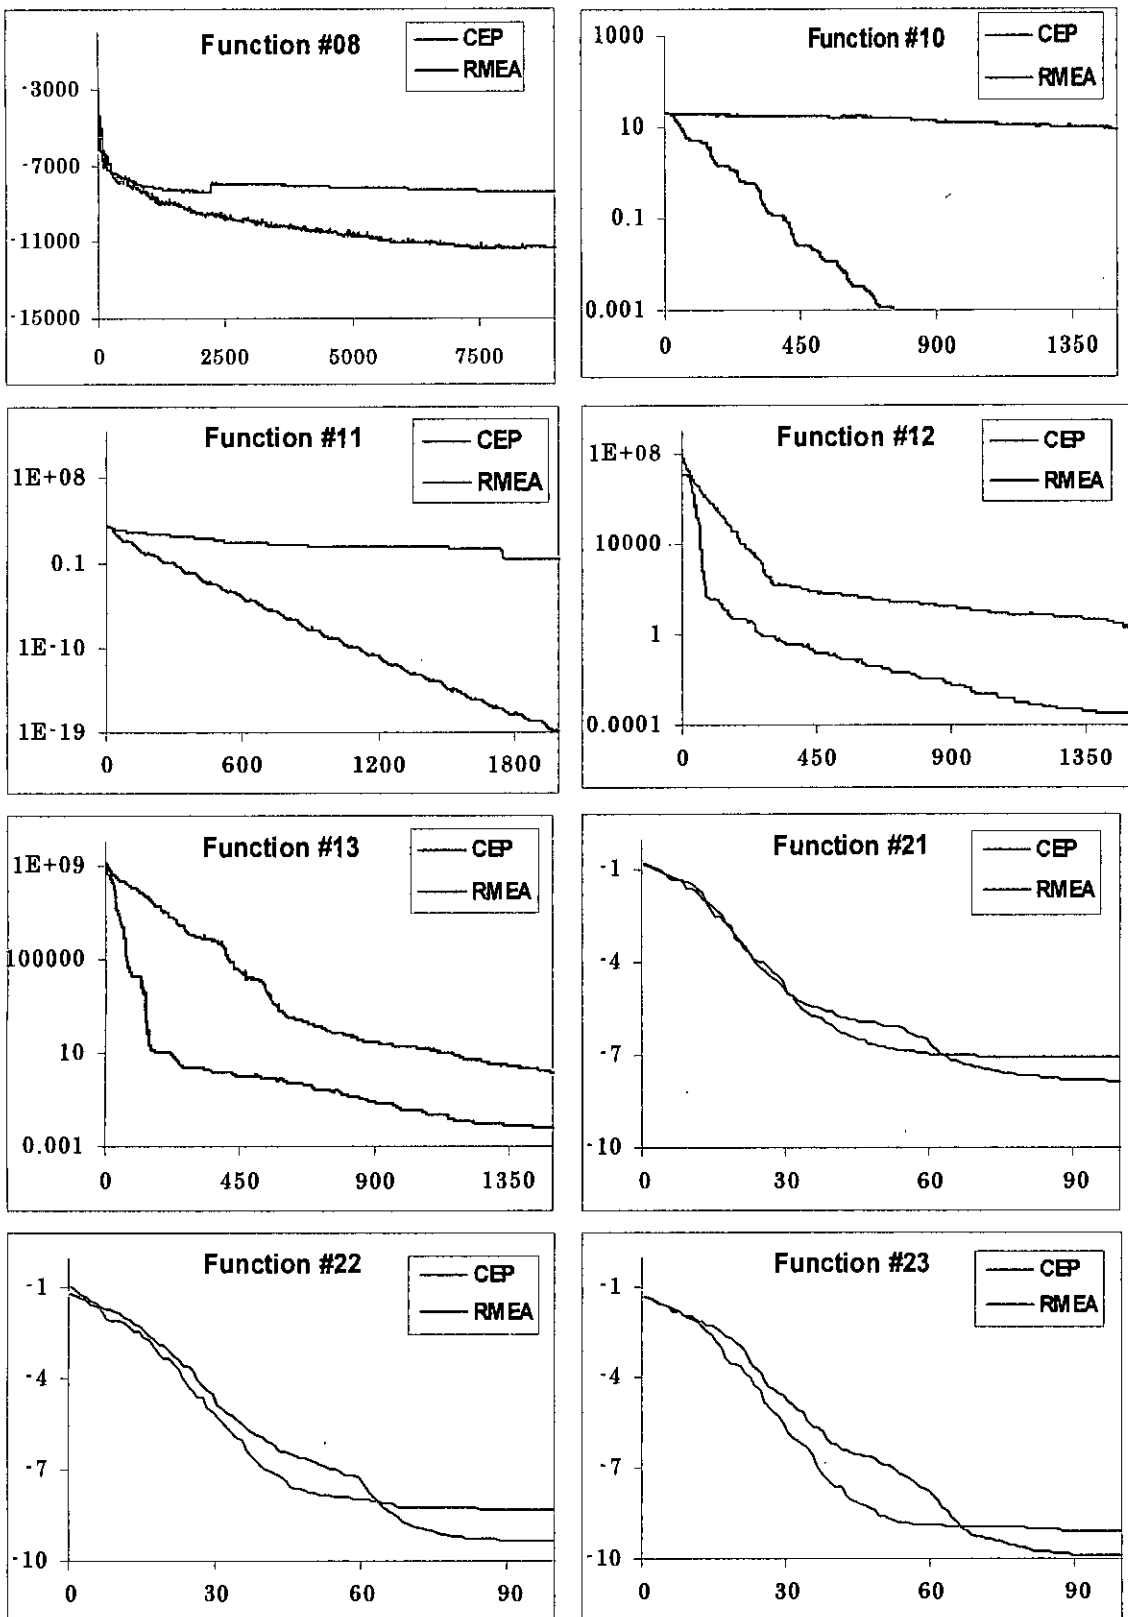 Function #08
CEP
RMEA
-3000
-7000
-11000
-15000
0 2500 5000 7500
Function #10
CEP
RMEA
1000
10
0.1
0.001
0 450 900 1350
Function #11
CEP
RMEA
1E+08
0.1
1E-10
1E-19
0 600 1200 1800
Function #12
CEP
RMEA
1E+08
10000
1
0.0001
0 450 900 1350
Function #13
CEP
RMEA
1E+09
100000
10
0.001
0 450 900 1350
Function #21
CEP
RMEA
-1
-4
-7
-10
0 30 60 90
Function #22
CEP
RMEA
-1
-4
-7
-10
0 30 60 90
Function #23
CEP
RMEA
-1
-4
-7
-10
0 30 60 90